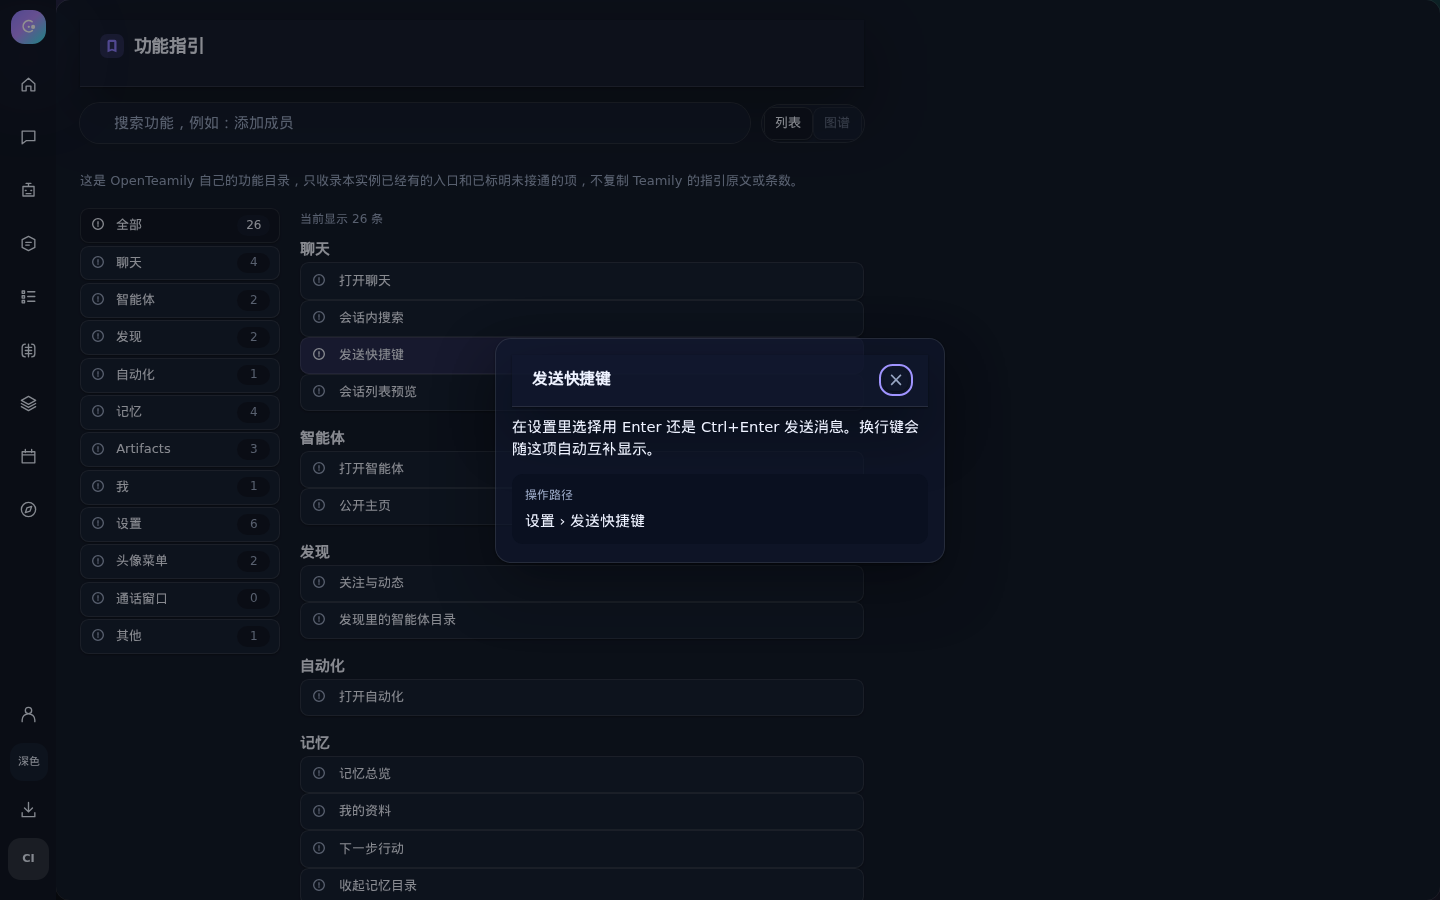 功能指引
搜索功能，例如：添加成员
列表
图谱
这是 OpenTeamily 自己的功能目录，只收录本实例已经有的入口和已标明未接通的项，不复制 Teamily 的指引原文或条数。
全部 26
聊天 4
智能体 2
发现 2
自动化 1
记忆 4
Artifacts 3
我 1
设置 6
头像菜单 2
通话窗口 0
其他 1
当前显示 26 条
聊天
打开聊天
会话内搜索
发送快捷键
会话列表预览
智能体
打开智能体
公开主页
发现
关注与动态
发现里的智能体目录
自动化
打开自动化
记忆
记忆总览
我的资料
下一步行动
收起记忆目录
发送快捷键
在设置里选择用 Enter 还是 Ctrl+Enter 发送消息。换行键会
随这项自动互补显示。
操作路径
设置 › 发送快捷键
深色
CI